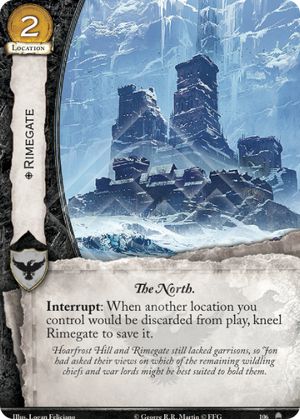 2
LOCATION
RIMEGATE
The North.
Interrupt: When another location you
control would be discarded from play, kneel
Rimegate to save it.
Hoarfrost Hill and Rimegate still lacked garrisons, so Jon
had asked their views on which of the remaining wildling
chiefs and war lords might be best suited to hold them.
Illus. Logan Feliciano
© George R.R. Martin © FFG
106